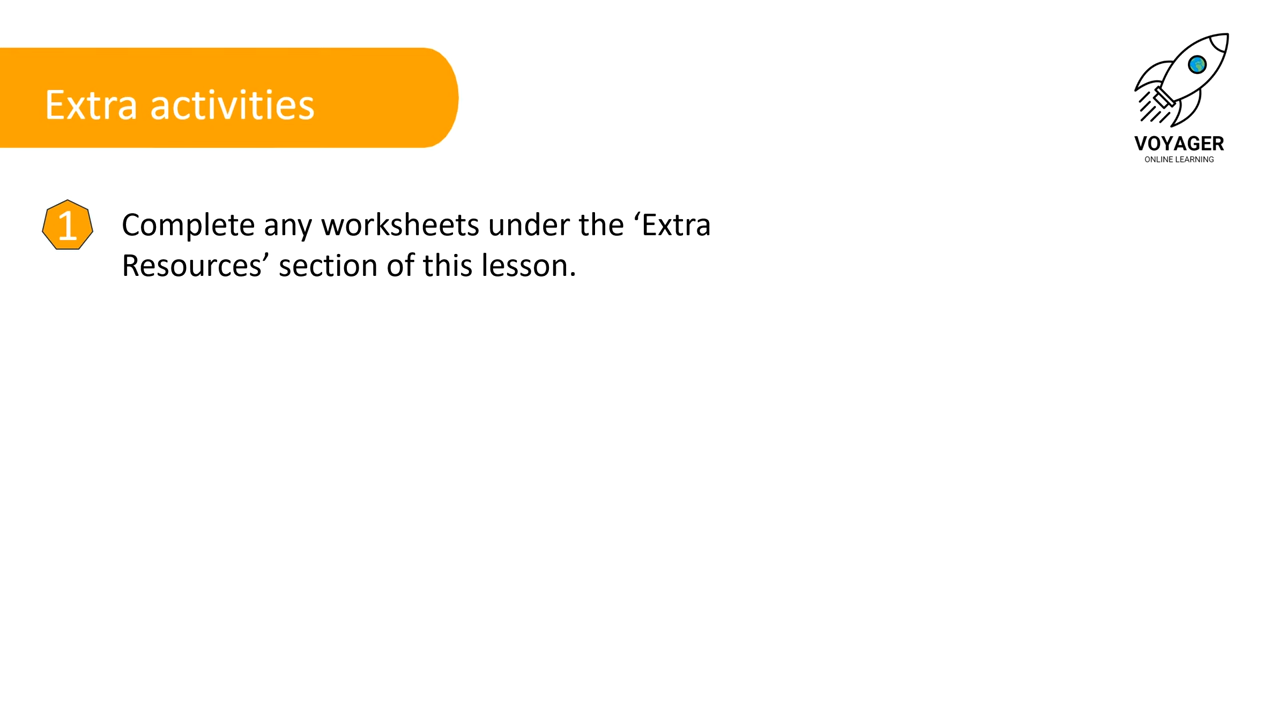 Extra activities
VOYAGER
ONLINE LEARNING
1
Complete any worksheets under the ‘Extra
Resources’ section of this lesson.